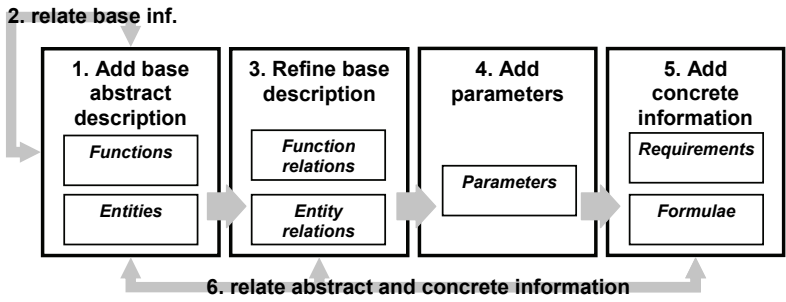 2. relate base inf.
1. Add base
abstract
description
Functions
Entities
3. Refine base
description
Function
relations
Entity
relations
4. Add
parameters
Parameters
5. Add
concrete
information
Requirements
Formulae
6. relate abstract and concrete information